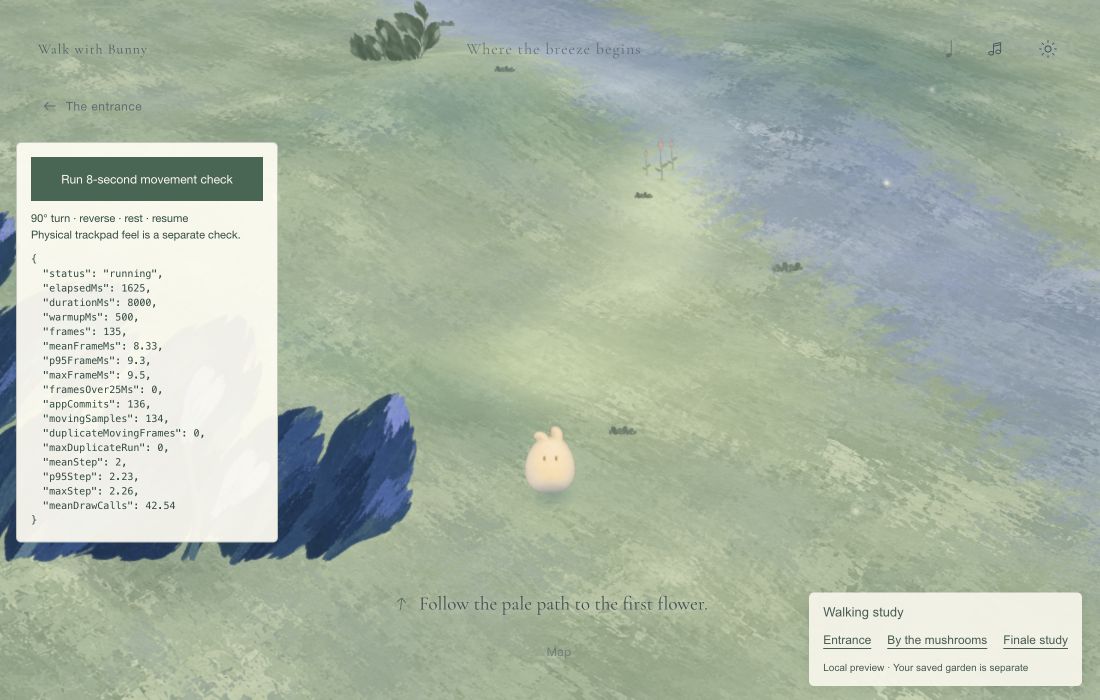 Walk with Bunny
Where the breeze begins
← The entrance
Run 8-second movement check
90° turn · reverse · rest · resume
Physical trackpad feel is a separate check.
{
  "status": "running",
  "elapsedMs": 1625,
  "durationMs": 8000,
  "warmupMs": 500,
  "frames": 135,
  "meanFrameMs": 8.33,
  "p95FrameMs": 9.3,
  "maxFrameMs": 9.5,
  "framesOver25Ms": 0,
  "appCommits": 136,
  "movingSamples": 134,
  "duplicateMovingFrames": 0,
  "maxDuplicateRun": 0,
  "meanStep": 2,
  "p95Step": 2.23,
  "maxStep": 2.26,
  "meanDrawCalls": 42.54
}
↑ Follow the pale path to the first flower.
Map
Walking study
Entrance By the mushrooms Finale study
Local preview · Your saved garden is separate